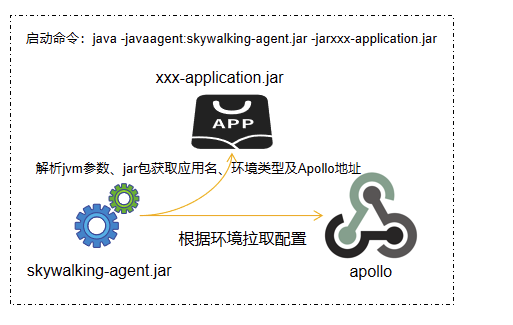 启动命令：java -javaagent:skywalking-agent.jar -jarxxx-application.jar
xxx-application.jar
APP
解析jvm参数、jar包获取应用名、环境类型及Apollo地址
根据环境拉取配置
skywalking-agent.jar
apollo